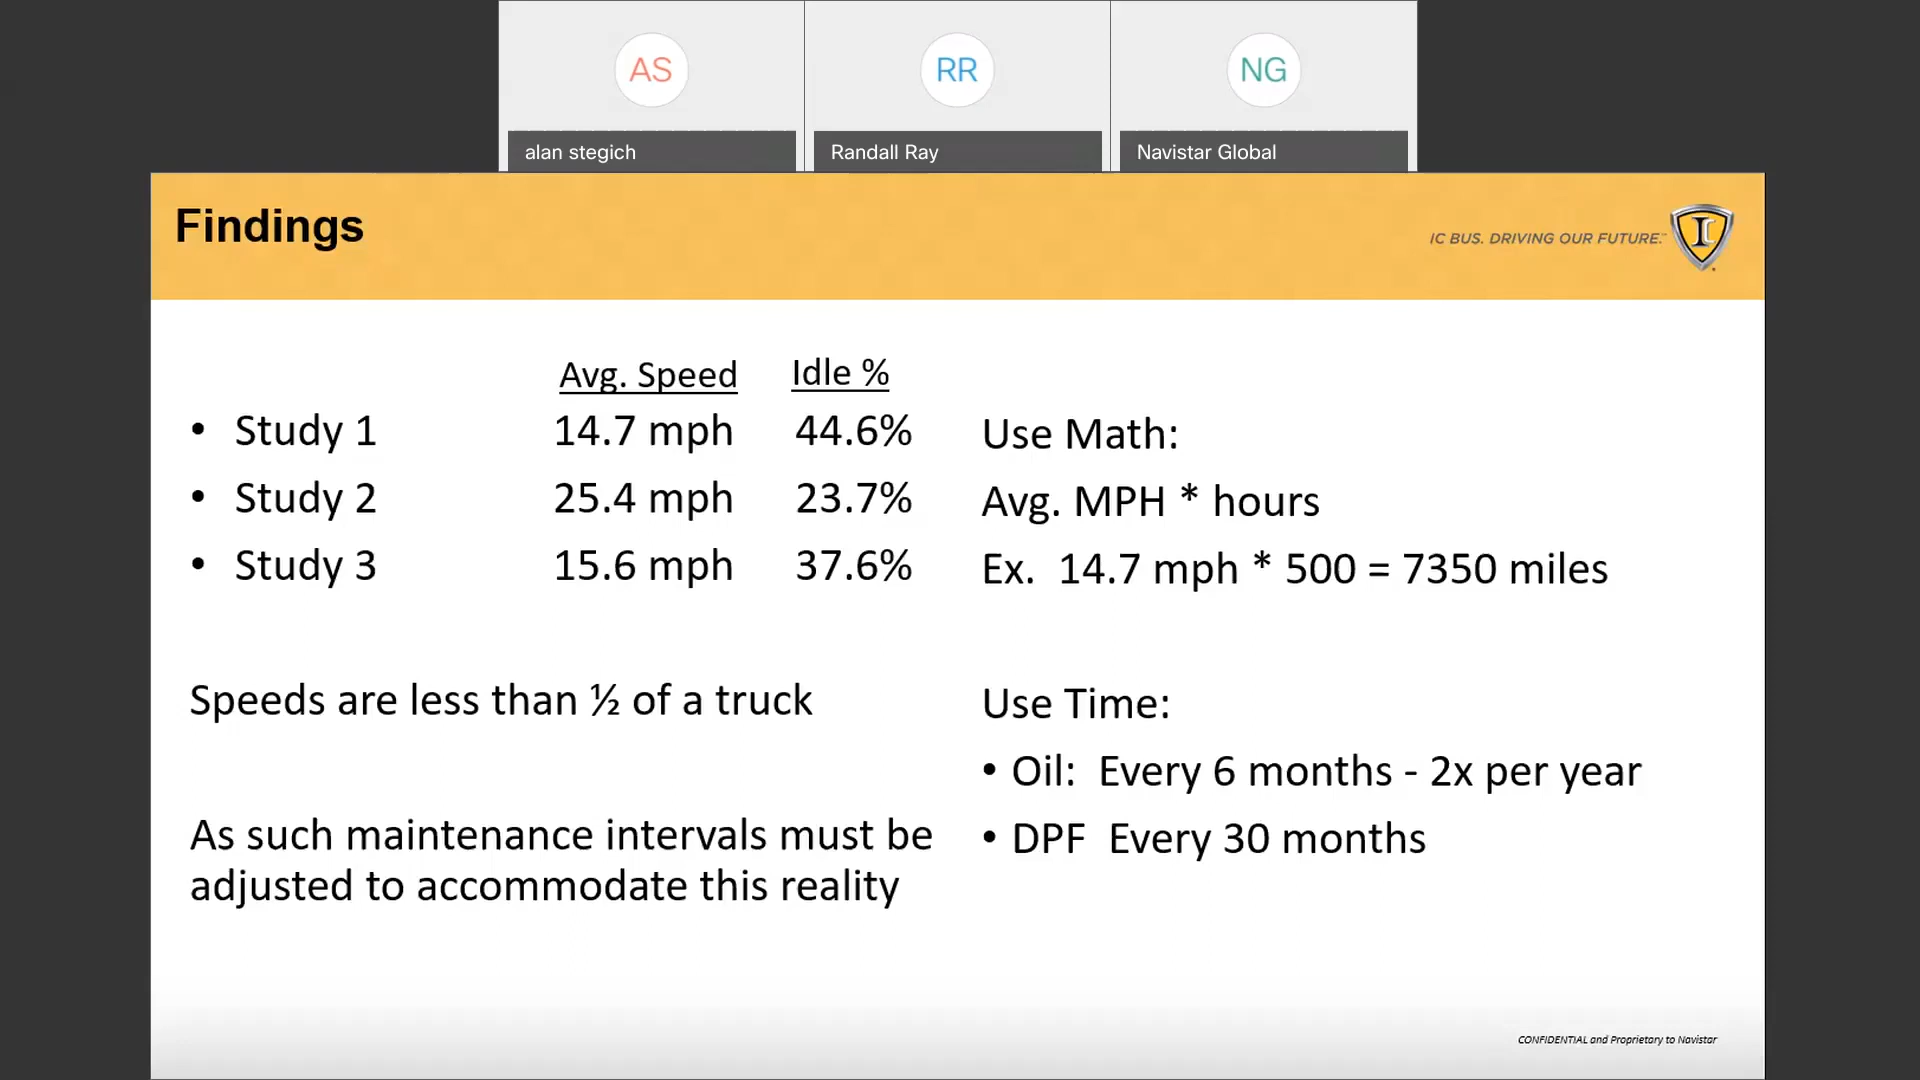 AS
RR
NG
alan stegich
Randall Ray
Navistar Global
Findings
IC BUS. DRIVING OUR FUTURE.™
Avg. Speed Idle %
• Study 1 14.7 mph 44.6%
• Study 2 25.4 mph 23.7%
• Study 3 15.6 mph 37.6%
Speeds are less than ½ of a truck
As such maintenance intervals must be
adjusted to accommodate this reality
Use Math:
Avg. MPH * hours
Ex. 14.7 mph * 500 = 7350 miles
Use Time:
• Oil: Every 6 months - 2x per year
• DPF Every 30 months
CONFIDENTIAL and Proprietary to Navistar